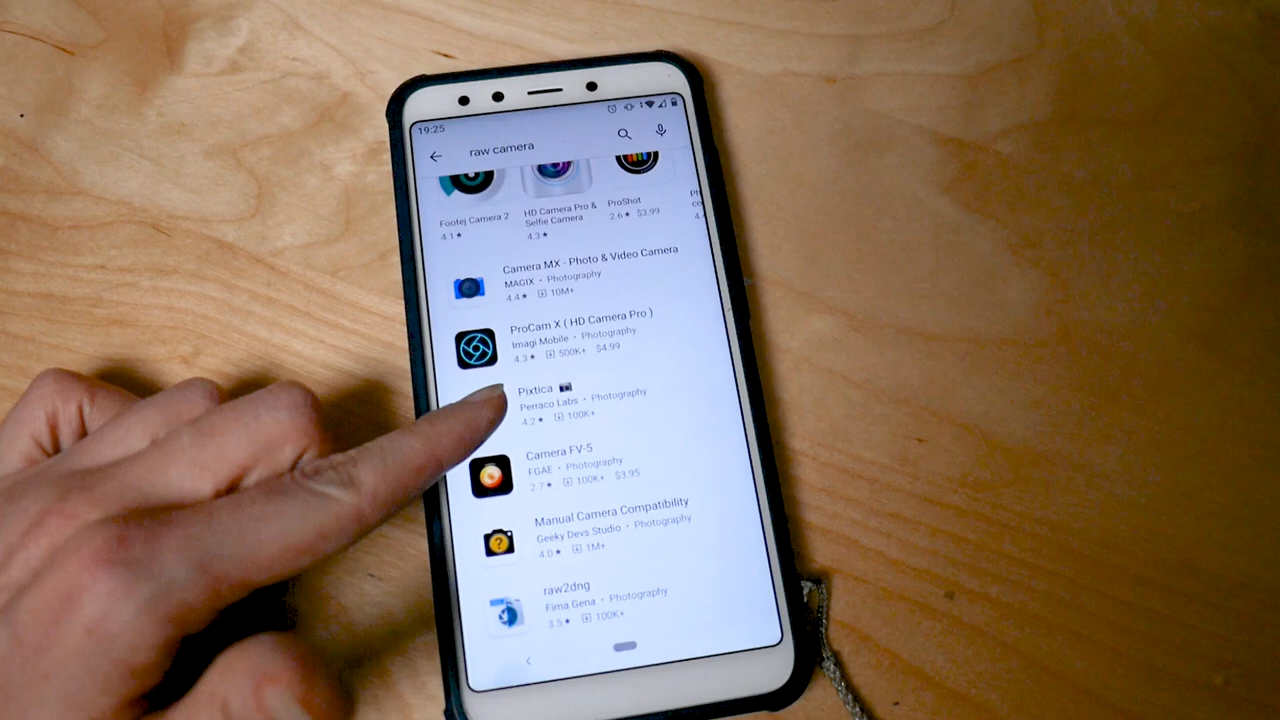 19:25
raw camera
Footej Camera 2
4.1★
HD Camera Pro &
Selfie Camera
4.3★
ProShot
2.6★ $3.99
4.
Camera MX - Photo & Video Camera
MAGIX • Photography
4.4★ 10M+
ProCam X ( HD Camera Pro )
Imagi Mobile • Photography
4.3★ 500K+ $4.99
Pixtica 📷
Perraco Labs • Photography
4.2★ 100K+
Camera FV-5
FGAE • Photography
2.7★ 100K+ $3.95
Manual Camera Compatibility
Geeky Devs Studio • Photography
4.0★ 1M+
?
raw2dng
Fima Gena • Photography
3.5★ 100K+